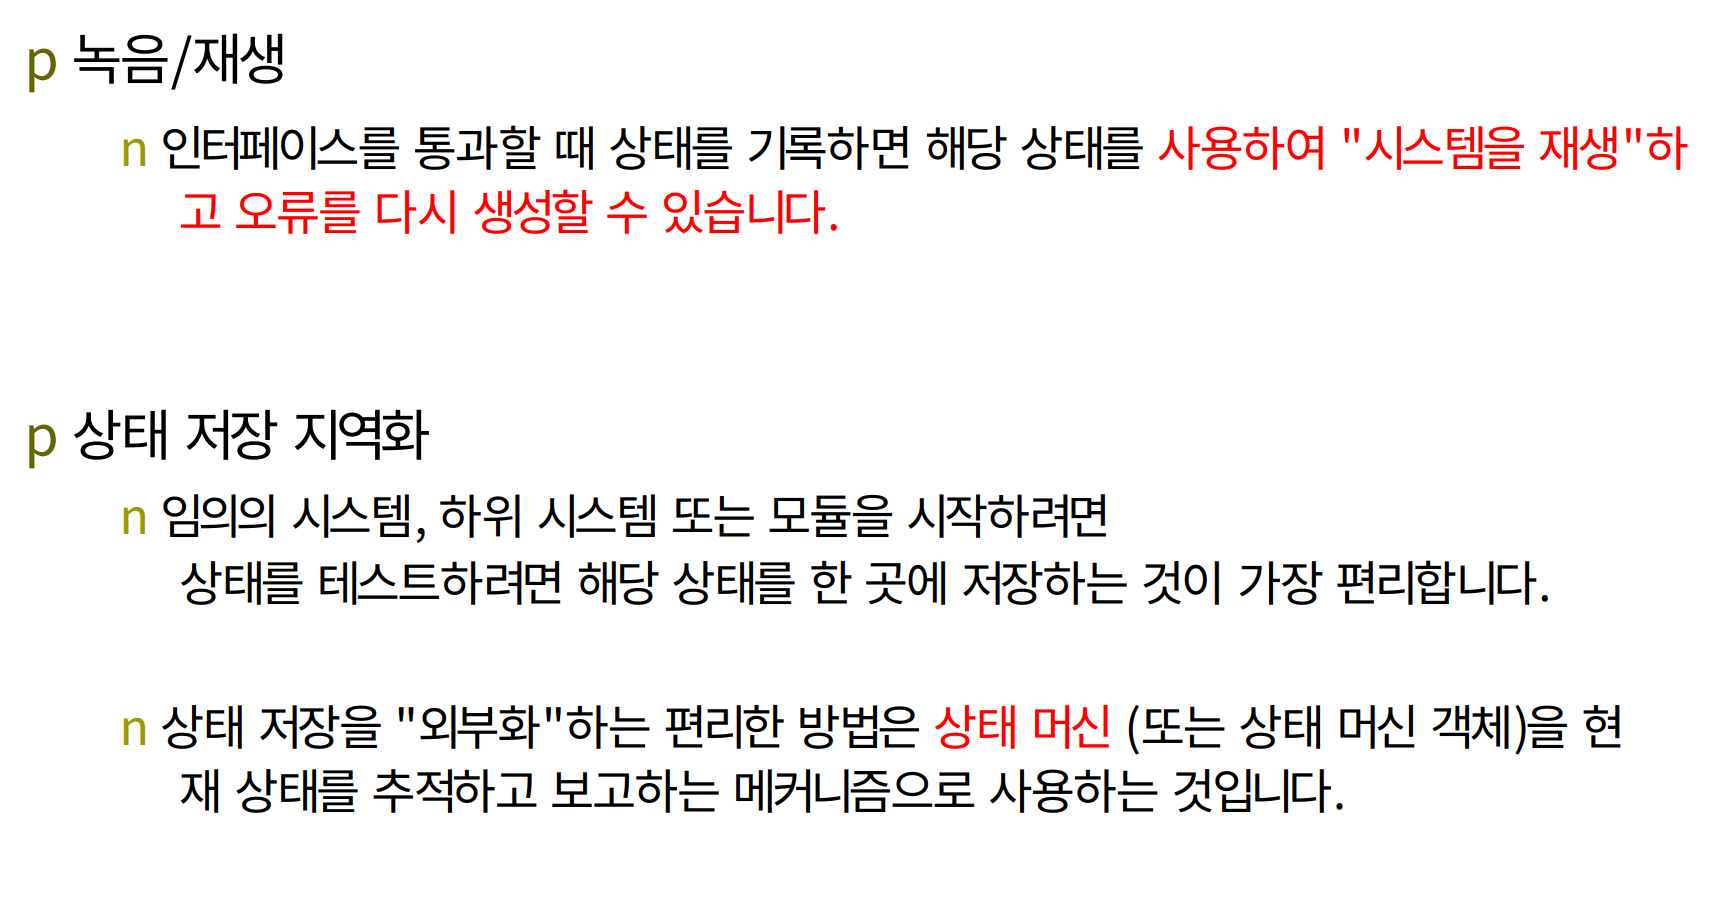 p 녹음/재생
n 인터페이스를 통과할 때 상태를 기록하면 해당 상태를 사용하여 "시스템을 재생"하
고 오류를 다시 생성할 수 있습니다.
p 상태 저장 지역화
n 임의의 시스템, 하위 시스템 또는 모듈을 시작하려면
상태를 테스트하려면 해당 상태를 한 곳에 저장하는 것이 가장 편리합니다.
n 상태 저장을 "외부화"하는 편리한 방법은 상태 머신 (또는 상태 머신 객체)을 현
재 상태를 추적하고 보고하는 메커니즘으로 사용하는 것입니다.